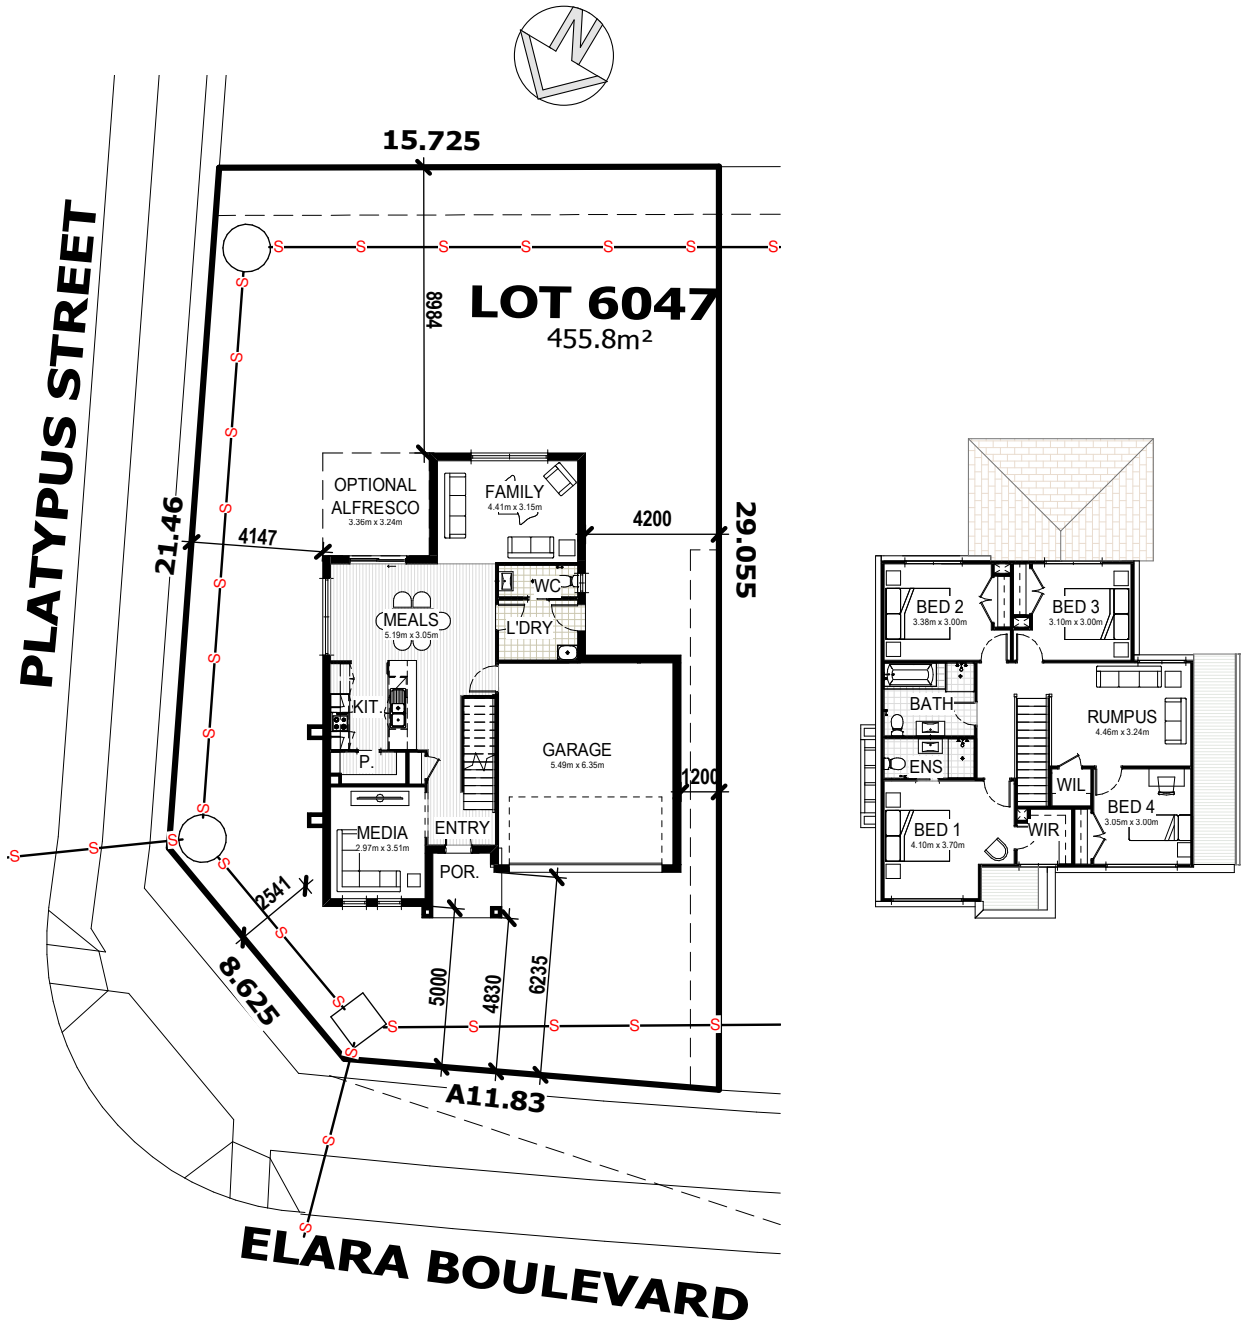 N
15.725
PLATYPUS STREET
S S S S S S S
LOT 6047
455.8m²
8984
S
S
S
S
S
S
S
S
21.46
4147
OPTIONAL
ALFRESCO
3.36m x 3.24m
FAMILY
4.41m x 3.15m
4200
29.055
WC
MEALS
5.19m x 3.05m
L'DRY
KIT.
P.
GARAGE
5.49m x 6.35m
1200
MEDIA
2.97m x 3.51m
ENTRY
POR.
S S S
S
2541
S
S
8.625
5000
4830
6235
S S S S S
S
A11.83
S
S
ELARA BOULEVARD
BED 2
3.38m x 3.00m
BED 3
3.10m x 3.00m
BATH
RUMPUS
4.46m x 3.24m
ENS
WIL
BED 1
4.10m x 3.70m
WIR
BED 4
3.05m x 3.00m